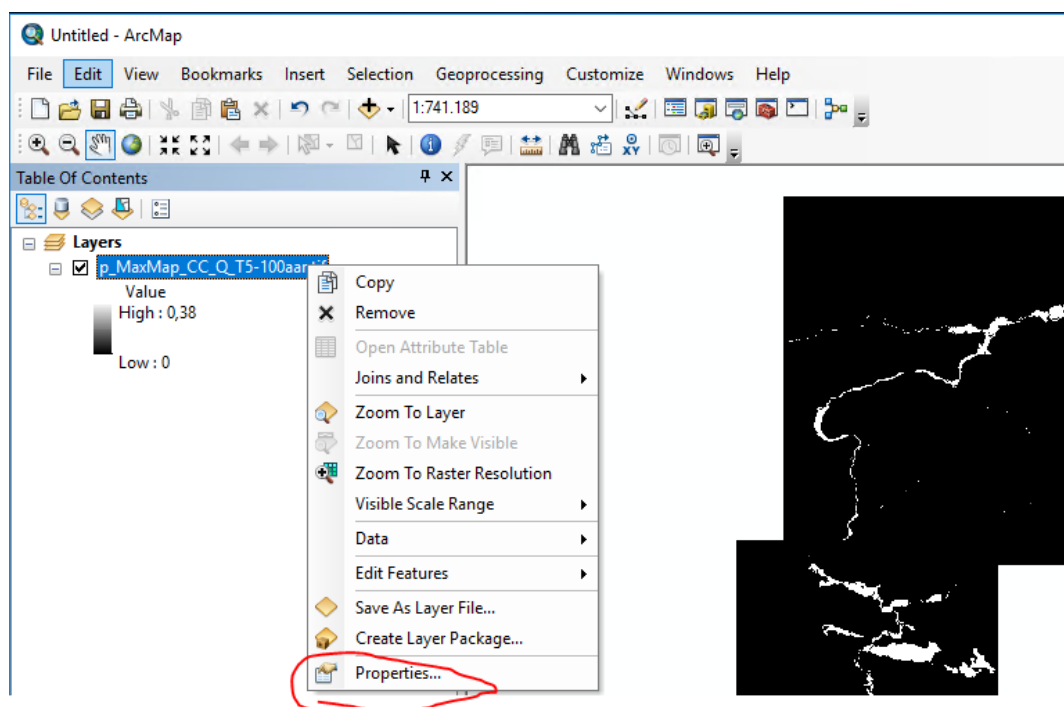 Untitled - ArcMap
File Edit View Bookmarks Insert Selection Geoprocessing Customize Windows Help
1:741.189
XY
Table Of Contents
Layers
p_MaxMap_CC_Q_T5-100aar.tif
Value
High : 0,38
Low : 0
Copy
Remove
Open Attribute Table
Joins and Relates
Zoom To Layer
Zoom To Make Visible
Zoom To Raster Resolution
Visible Scale Range
Data
Edit Features
Save As Layer File...
Create Layer Package...
Properties...